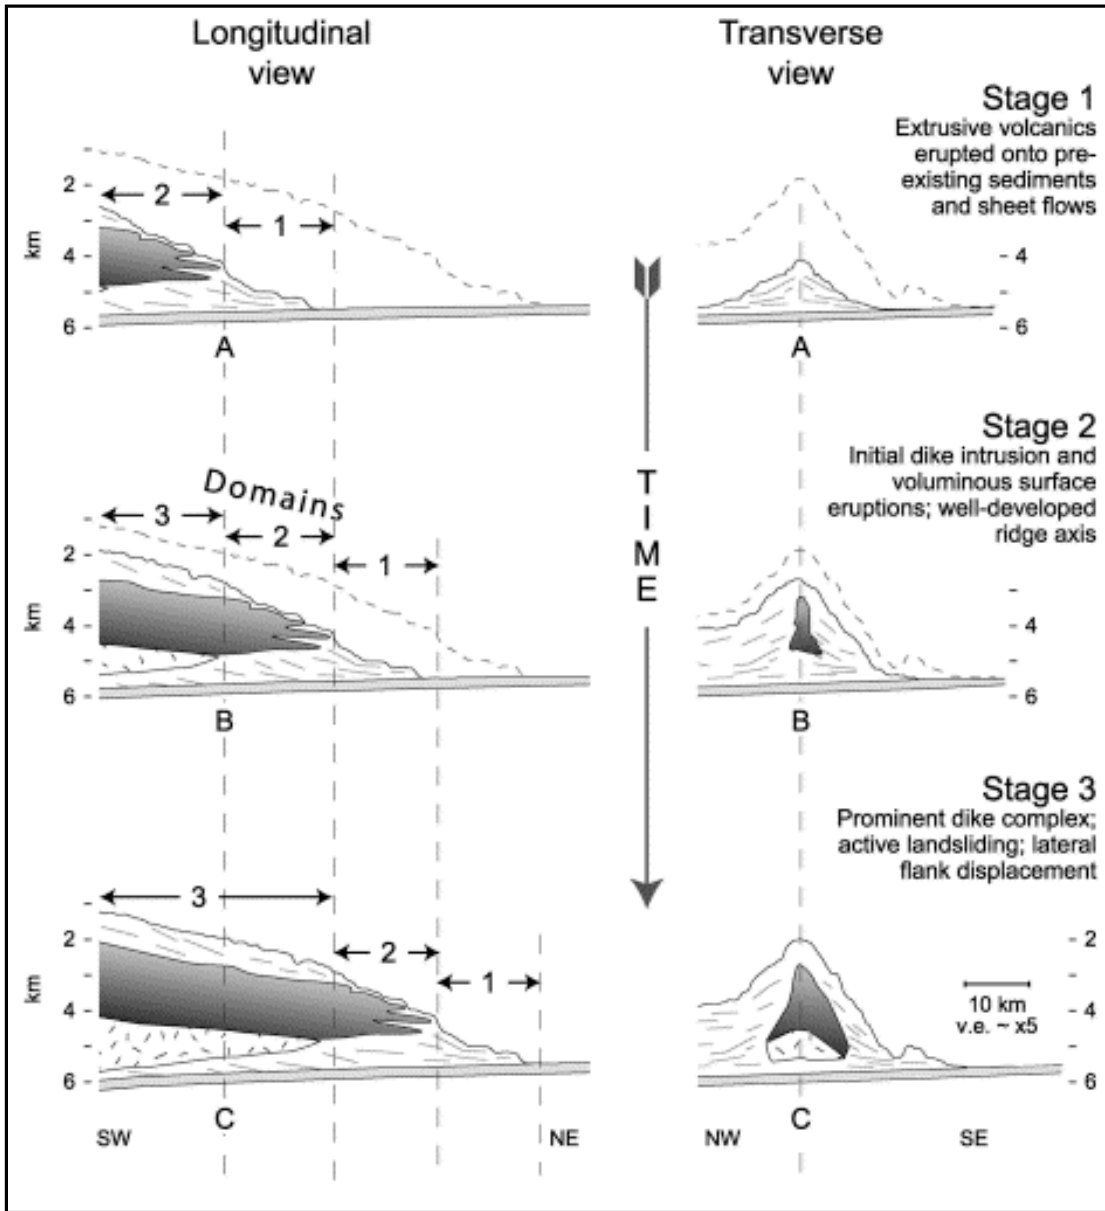 Longitudinal
view
Transverse
view
Stage 1
Extrusive volcanics
erupted onto pre-
existing sediments
and sheet flows
2
1
km
2
4
6
A
4
6
A
Stage 2
Initial dike intrusion and
voluminous surface
eruptions; well-developed
ridge axis
Domains
3
2
1
km
2
4
6
B
TIME
4
6
B
Stage 3
Prominent dike complex;
active landsliding; lateral
flank displacement
3
2
1
km
2
4
6
C
SW
NE
2
4
6
10 km
v.e. ~ x5
C
NW
SE